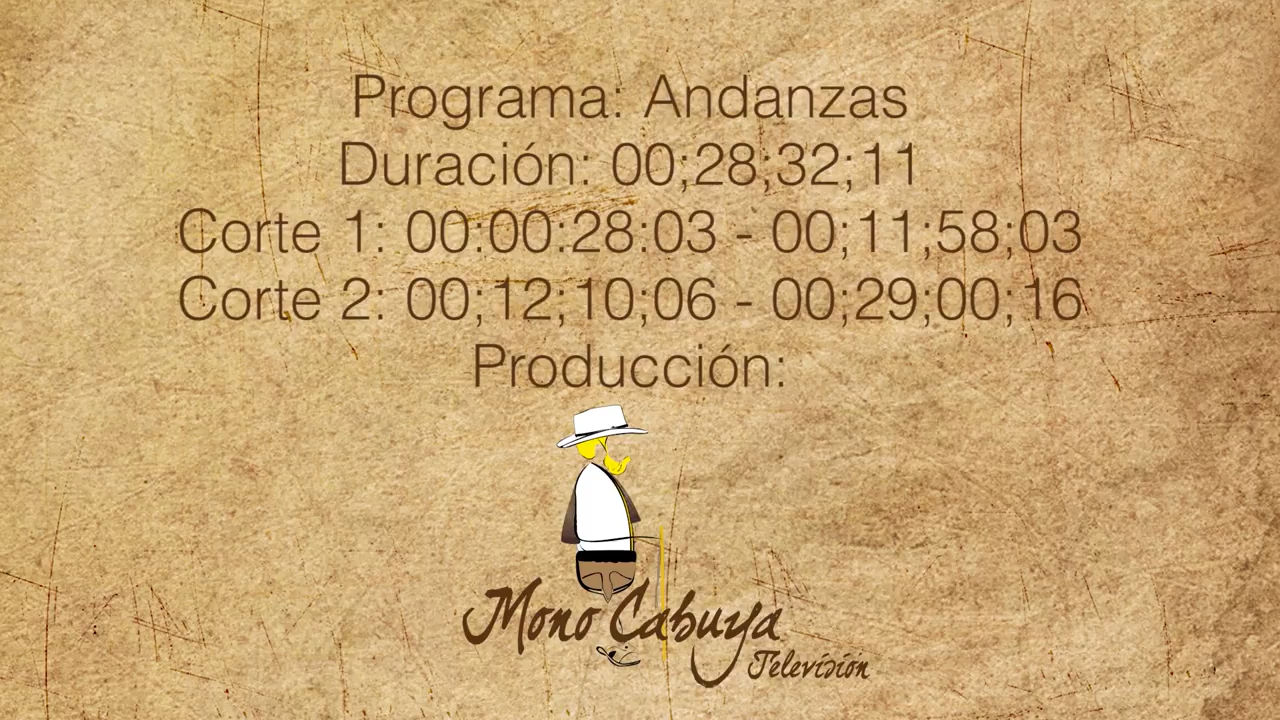 Programa: Andanzas
Duración: 00;28;32;11
Corte 1: 00:00:28:03 - 00;11;58;03
Corte 2: 00;12;10;06 - 00;29;00;16
Producción:
Mono Cabuya
Televisión